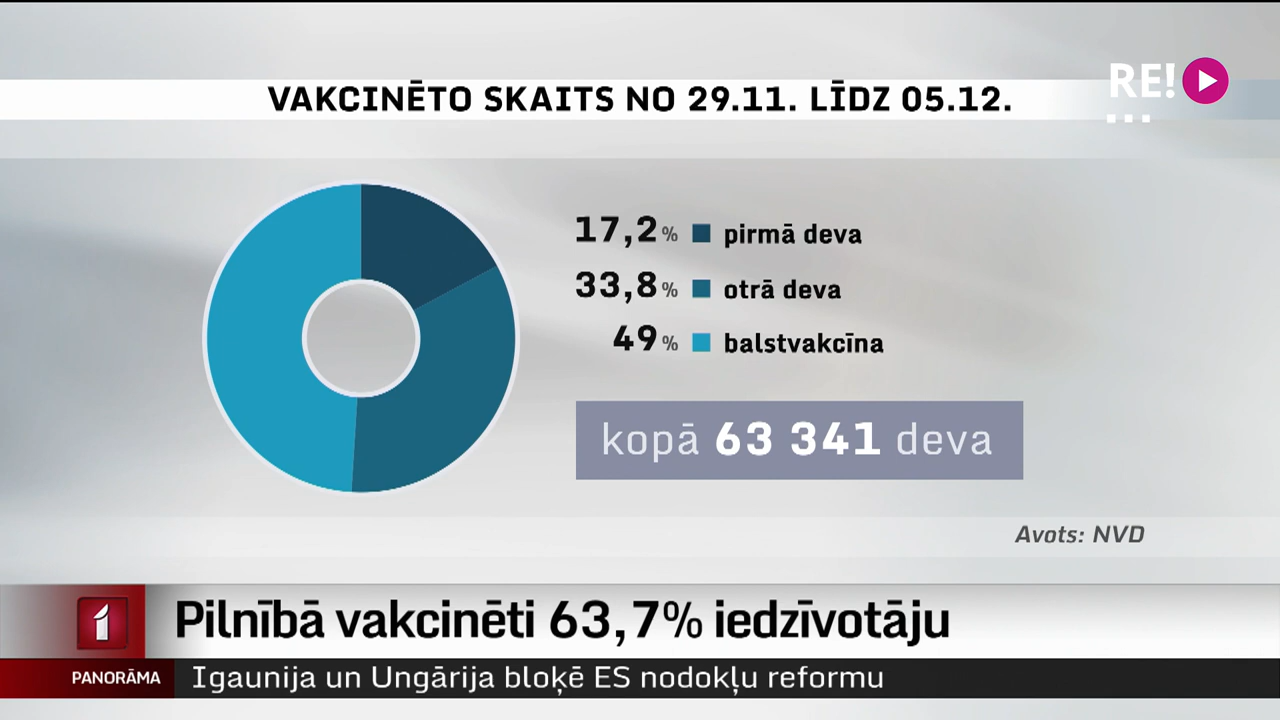 RE!
VAKCINĒTO SKAITS NO 29.11. LĪDZ 05.12.
17,2% pirmā deva
33,8% otrā deva
49% balstvakcīna
kopā 63 341 deva
Avots: NVD
1 Pilnībā vakcinēti 63,7% iedzīvotāju
PANORĀMA Igaunija un Ungārija bloķē ES nodokļu reformu